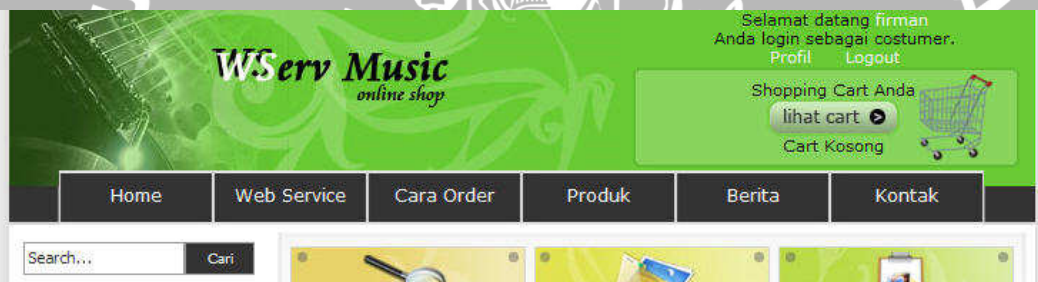 Selamat datang firman
Anda login sebagai costumer.
Profil Logout
WServ Music
online shop
Shopping Cart Anda
lihat cart
Cart Kosong
Home Web Service Cara Order Produk Berita Kontak
Search... Cari